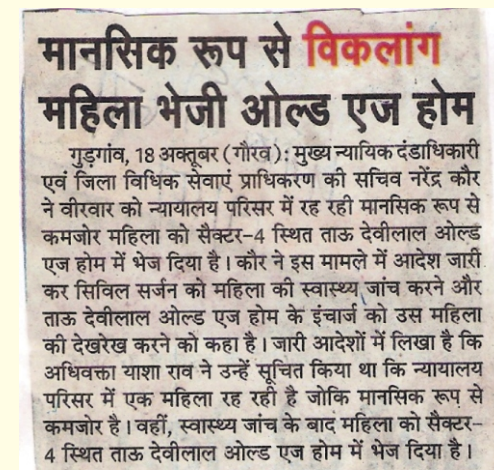 मानसिक रूप से विकलांग
महिला भेजी ओल्ड एज होम
गुड़गांव, 18 अक्तूबर (गौरव): मुख्य न्यायिक दंडाधिकारी
एवं जिला विधिक सेवाएं प्राधिकरण की सचिव नरेंद्र कौर
ने वीरवार को न्यायालय परिसर में रह रही मानसिक रूप से
कमजोर महिला को सैक्टर-4 स्थित ताऊ देवीलाल ओल्ड
एज होम में भेज दिया है। कौर ने इस मामले में आदेश जारी
कर सिविल सर्जन को महिला की स्वास्थ्य जांच करने और
ताऊ देवीलाल ओल्ड एज होम के इंचार्ज को उस महिला
की देखरेख करने को कहा है। जारी आदेशों में लिखा है कि
अधिवक्ता याशा राव ने उन्हें सूचित किया था कि न्यायालय
परिसर में एक महिला रह रही है जोकि मानसिक रूप से
कमजोर है। वहीं, स्वास्थ्य जांच के बाद महिला को सैक्टर-
4 स्थित ताऊ देवीलाल ओल्ड एज होम में भेज दिया है।